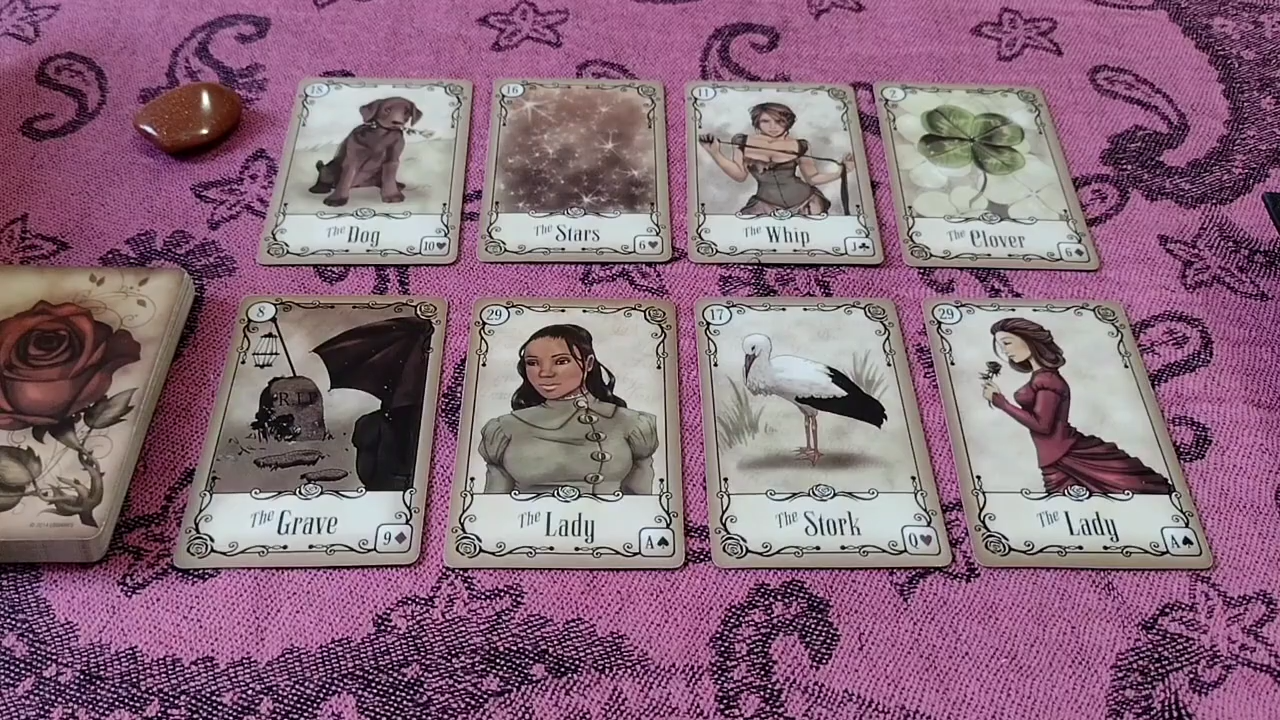 18
The Dog
10♥
16
The Stars
6♥
11
The Whip
J♣
2
The Clover
6♦
8
RIP
The Grave
9♦
29
The Lady
A♠
17
The Stork
Q♥
29
The Lady
A♠